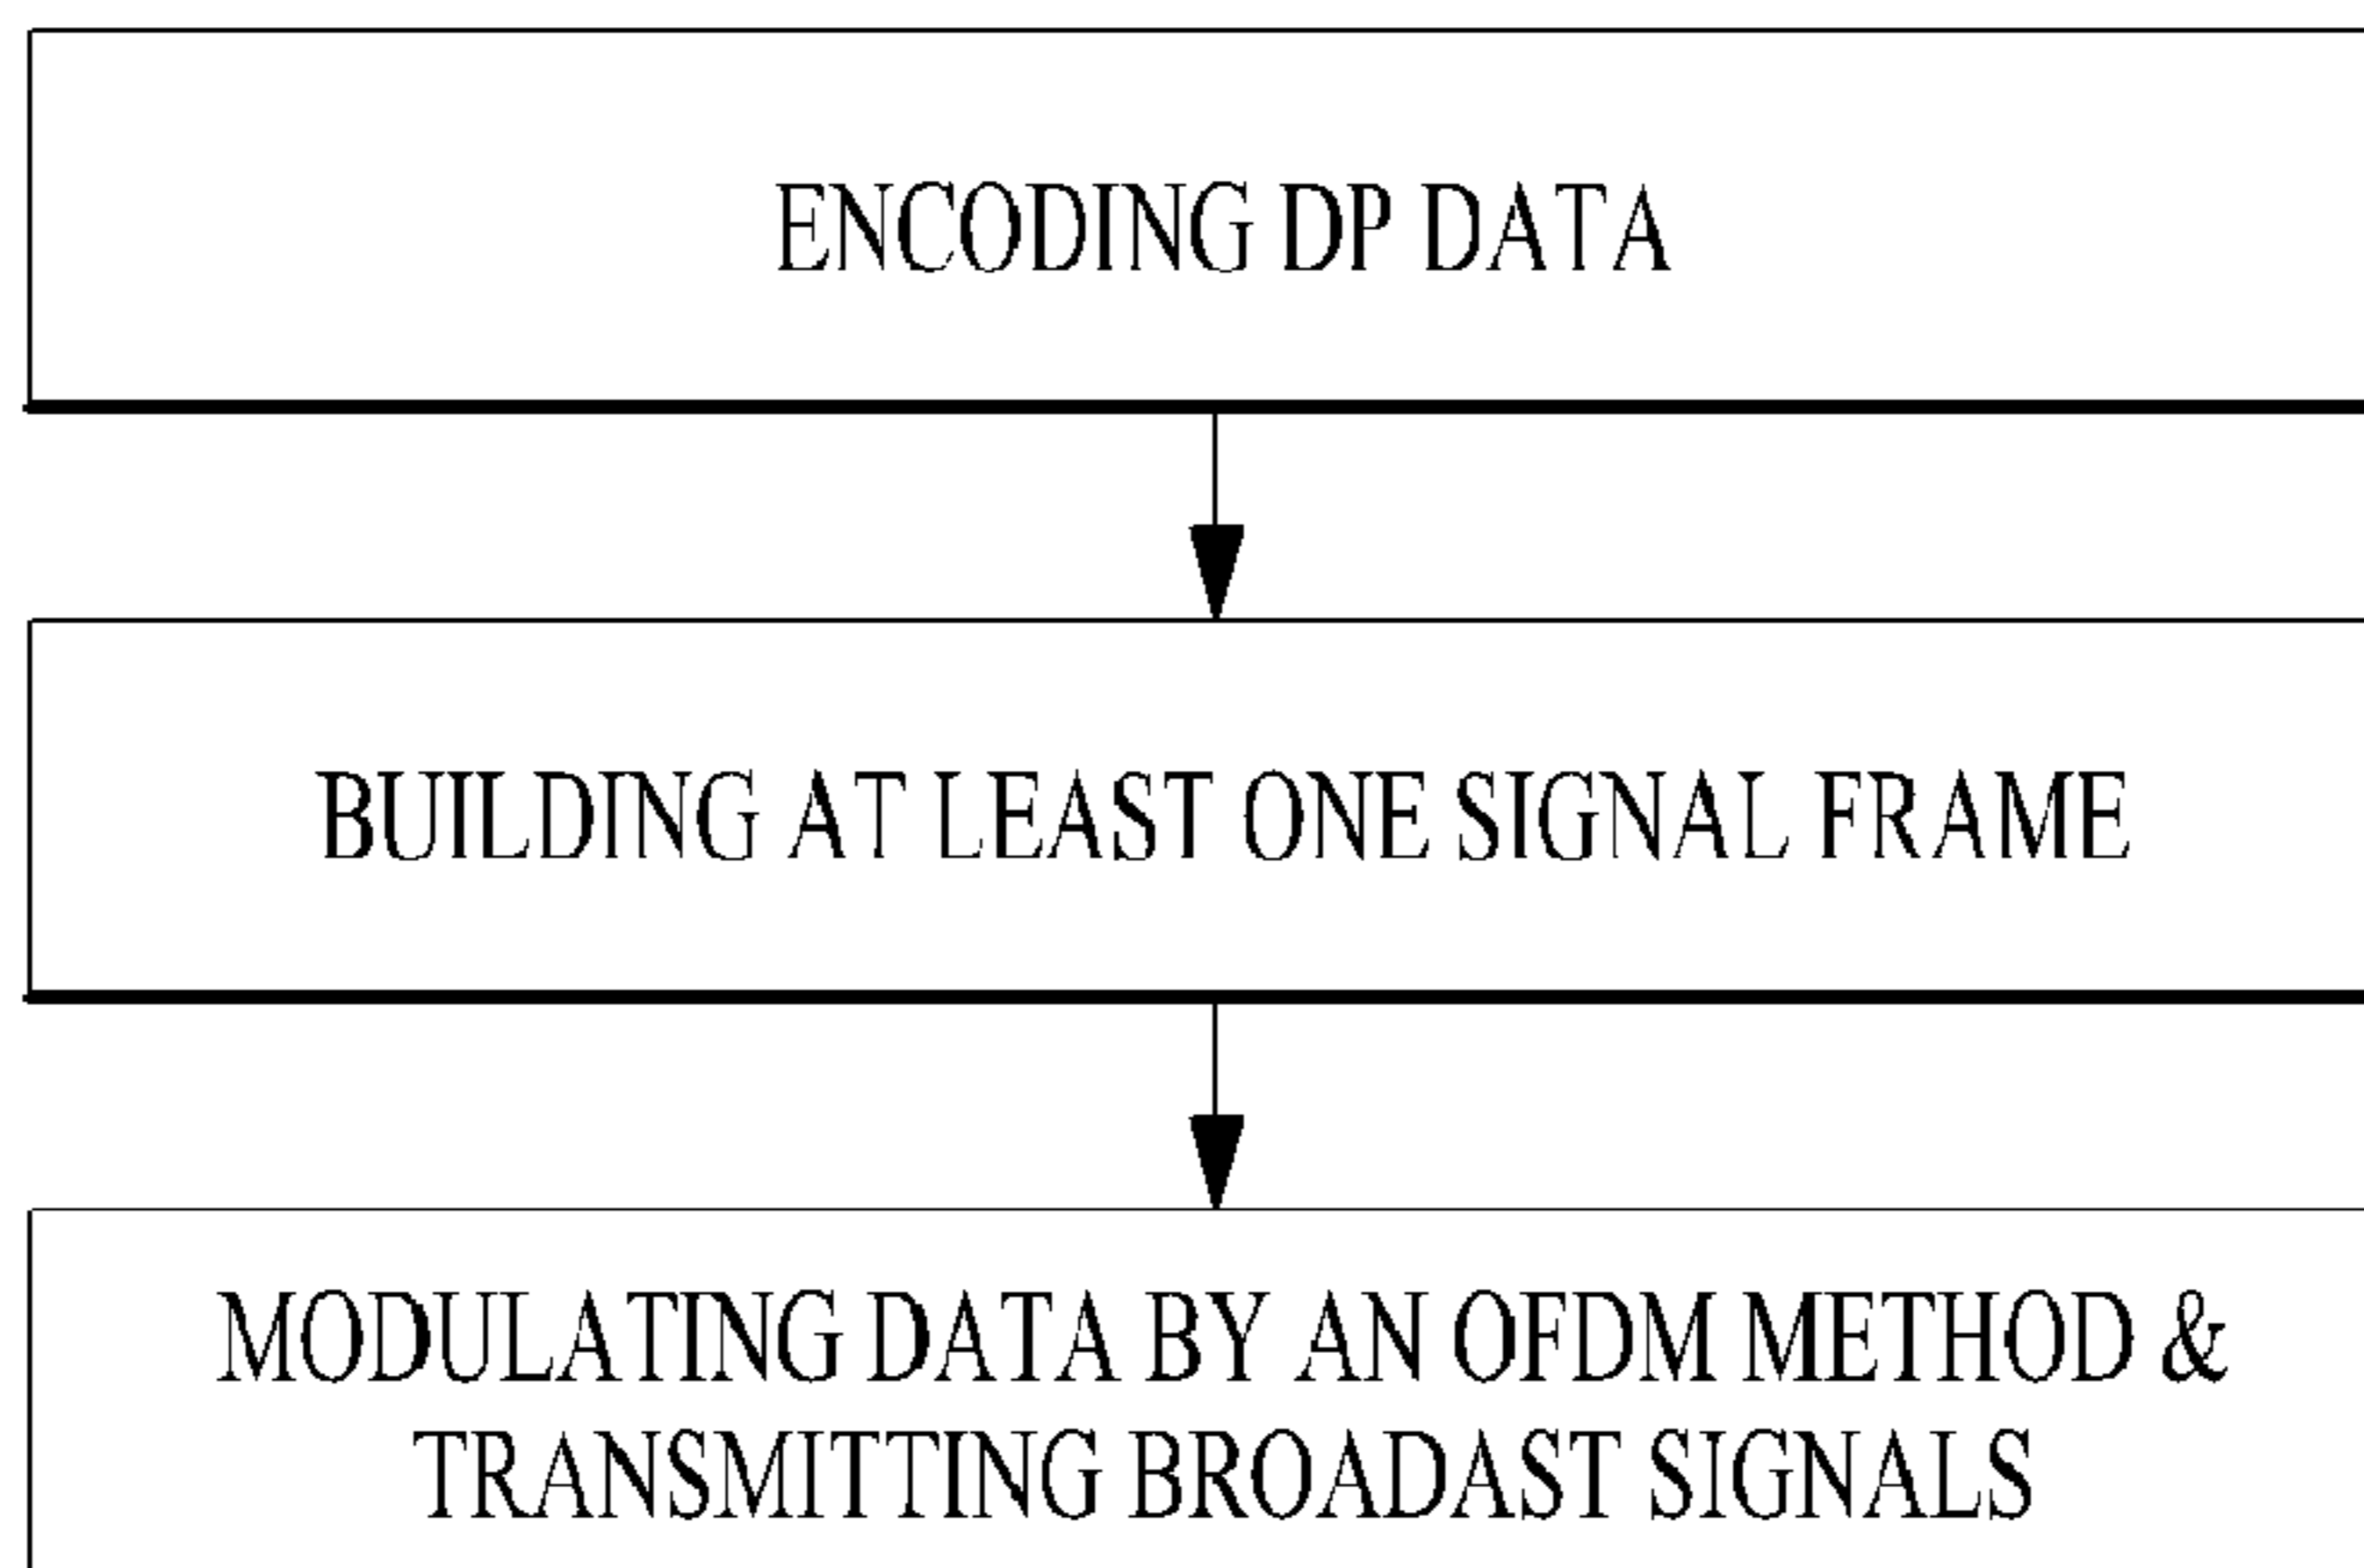 ENCODING DP DATA
BUILDING AT LEAST ONE SIGNAL FRAME
MODULATING DATA BY AN OFDM METHOD &
TRANSMITTING BROADAST SIGNALS